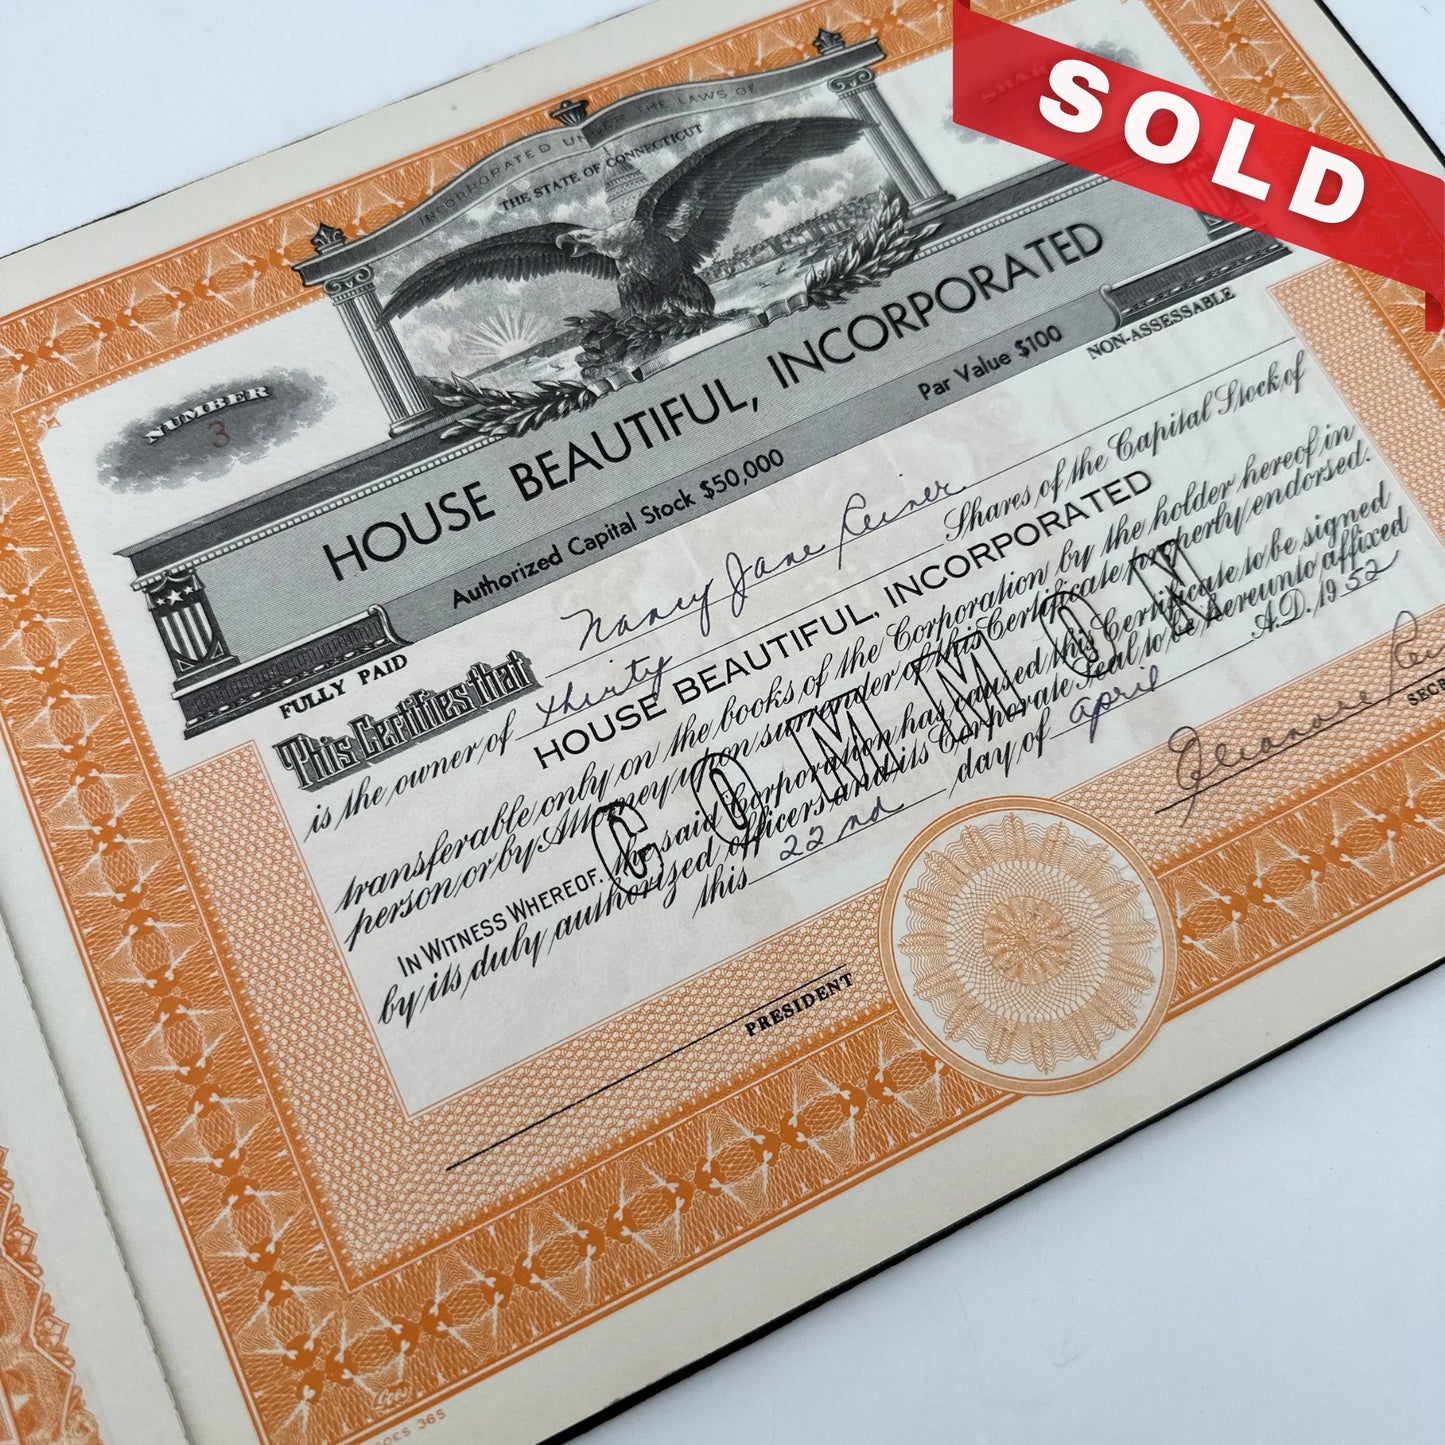 SOLD
INCORPORATED UNDER THE LAWS OF
THE STATE OF CONNECTICUT
NUMBER
3
SHARES
HOUSE BEAUTIFUL, INCORPORATED
Authorized Capital Stock $50,000
Par Value $100
FULLY PAID
NON-ASSESSABLE
This Certifies that Nancy Jane Reiner
is the owner of thirty Shares of the Capital Stock of
HOUSE BEAUTIFUL, INCORPORATED
transferable only on the books of the Corporation by the holder hereof in
person or by Attorney upon surrender of this Certificate properly endorsed.
IN WITNESS WHEREOF, the said Corporation has caused this Certificate to be signed
by its duly authorized officers and its Corporate Seal to be hereunto affixed
this 22nd day of april A.D. 1952
COMMON
PRESIDENT
Goes
GOES 365